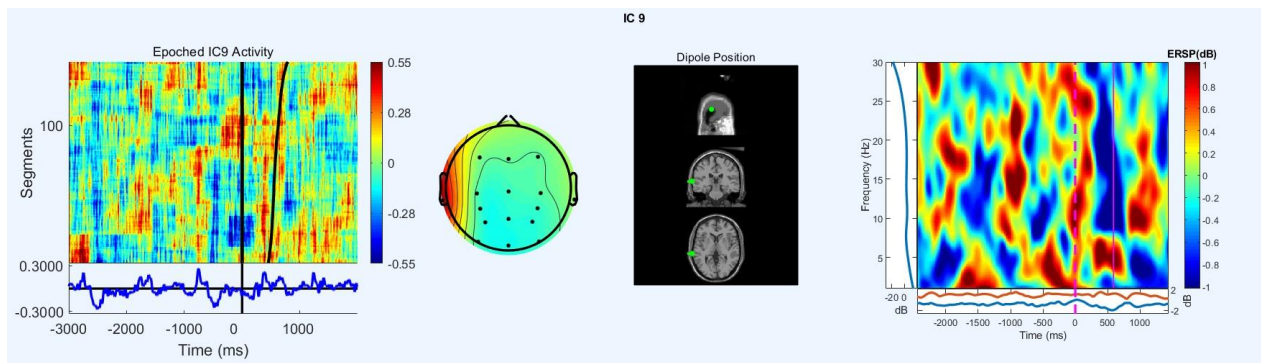 IC 9
Epoched IC9 Activity
Segments
100
0.55
0.28
0
-0.28
-0.55
0.3000
-0.3000
-3000 -2000 -1000 0 1000
Time (ms)
Dipole Position
ERSP(dB)
Frequency (Hz)
30
25
20
15
10
5
1
0.8
0.6
0.4
0.2
0
-0.2
-0.4
-0.6
-0.8
-1
-20 0
dB
2
-2
dB
-2000 -1500 -1000 -500 0 500 1000
Time (ms)